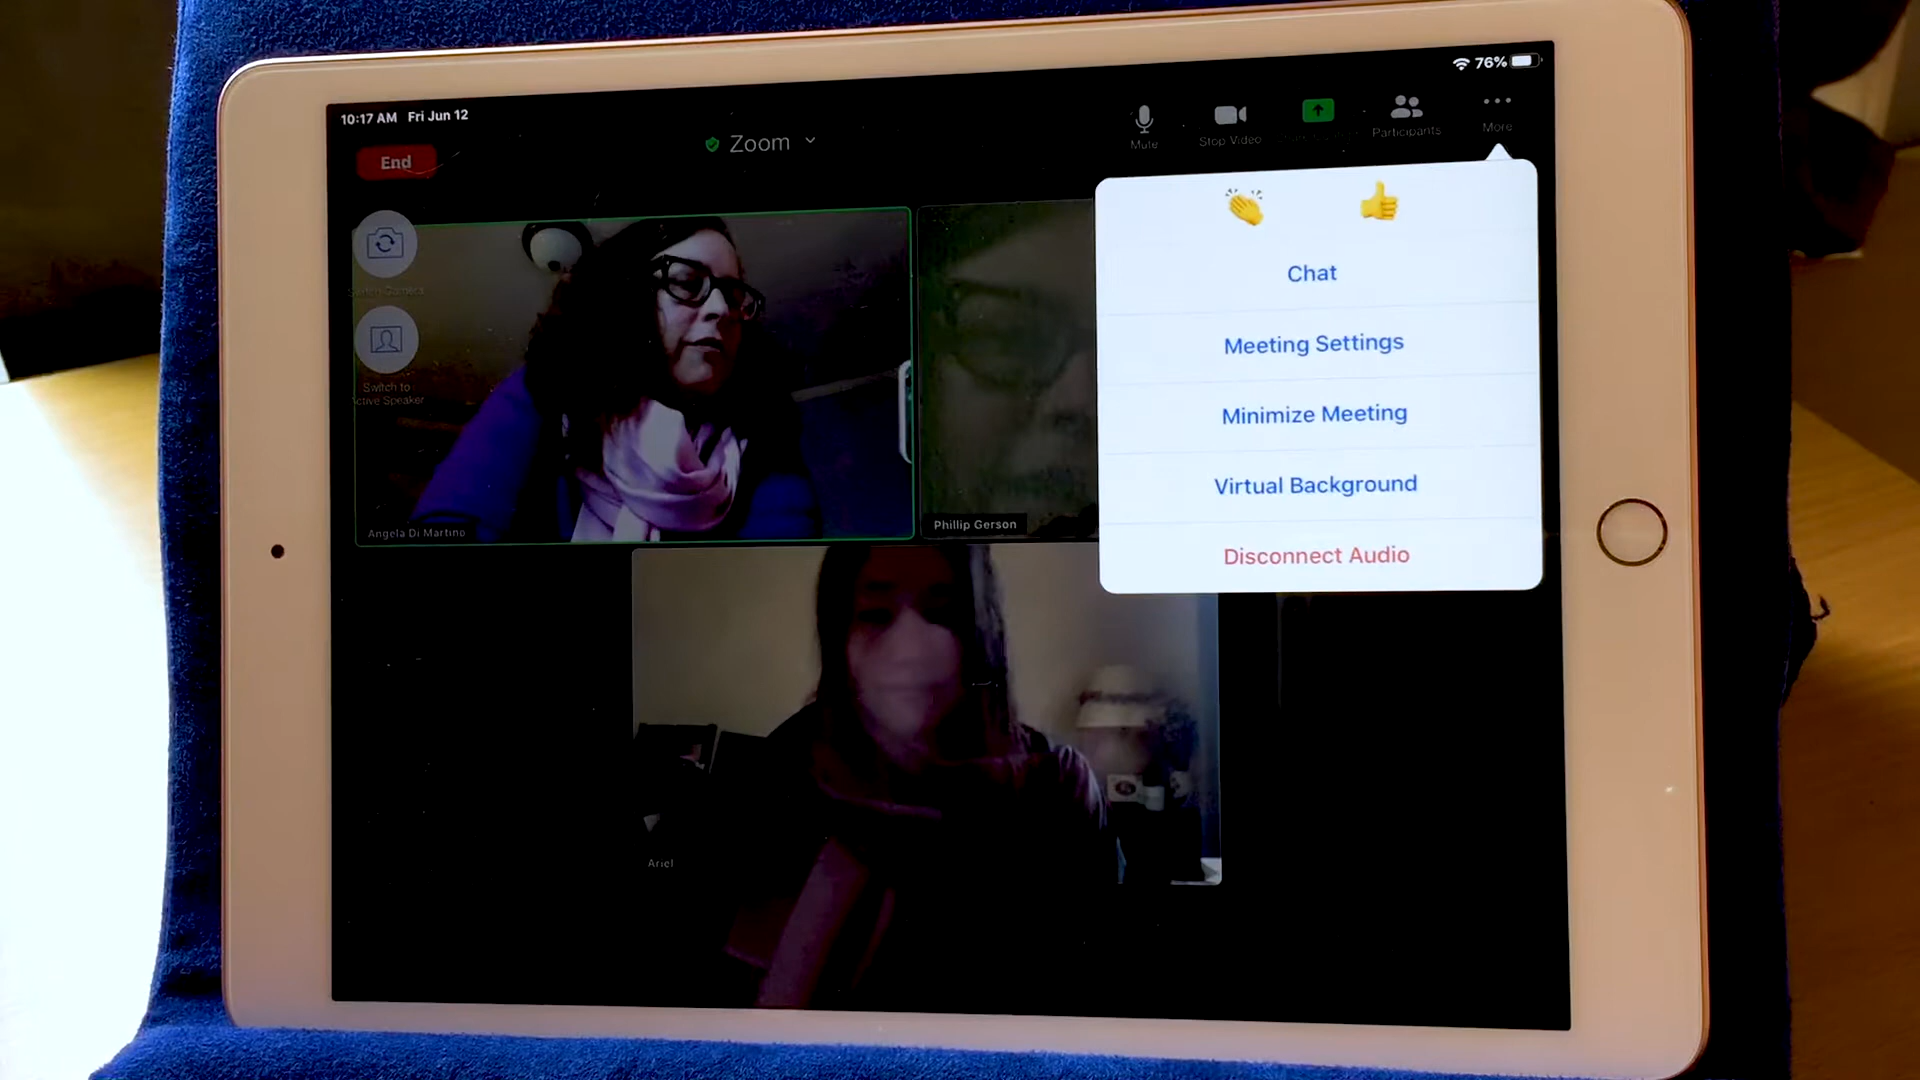 10:17 AM Fri Jun 12
76%
End
Zoom
Mute
Stop Video
Participants
More
Switch to
Active Speaker
Chat
Meeting Settings
Minimize Meeting
Virtual Background
Disconnect Audio
Angela Di Martino
Phillip Gerson
Ariel